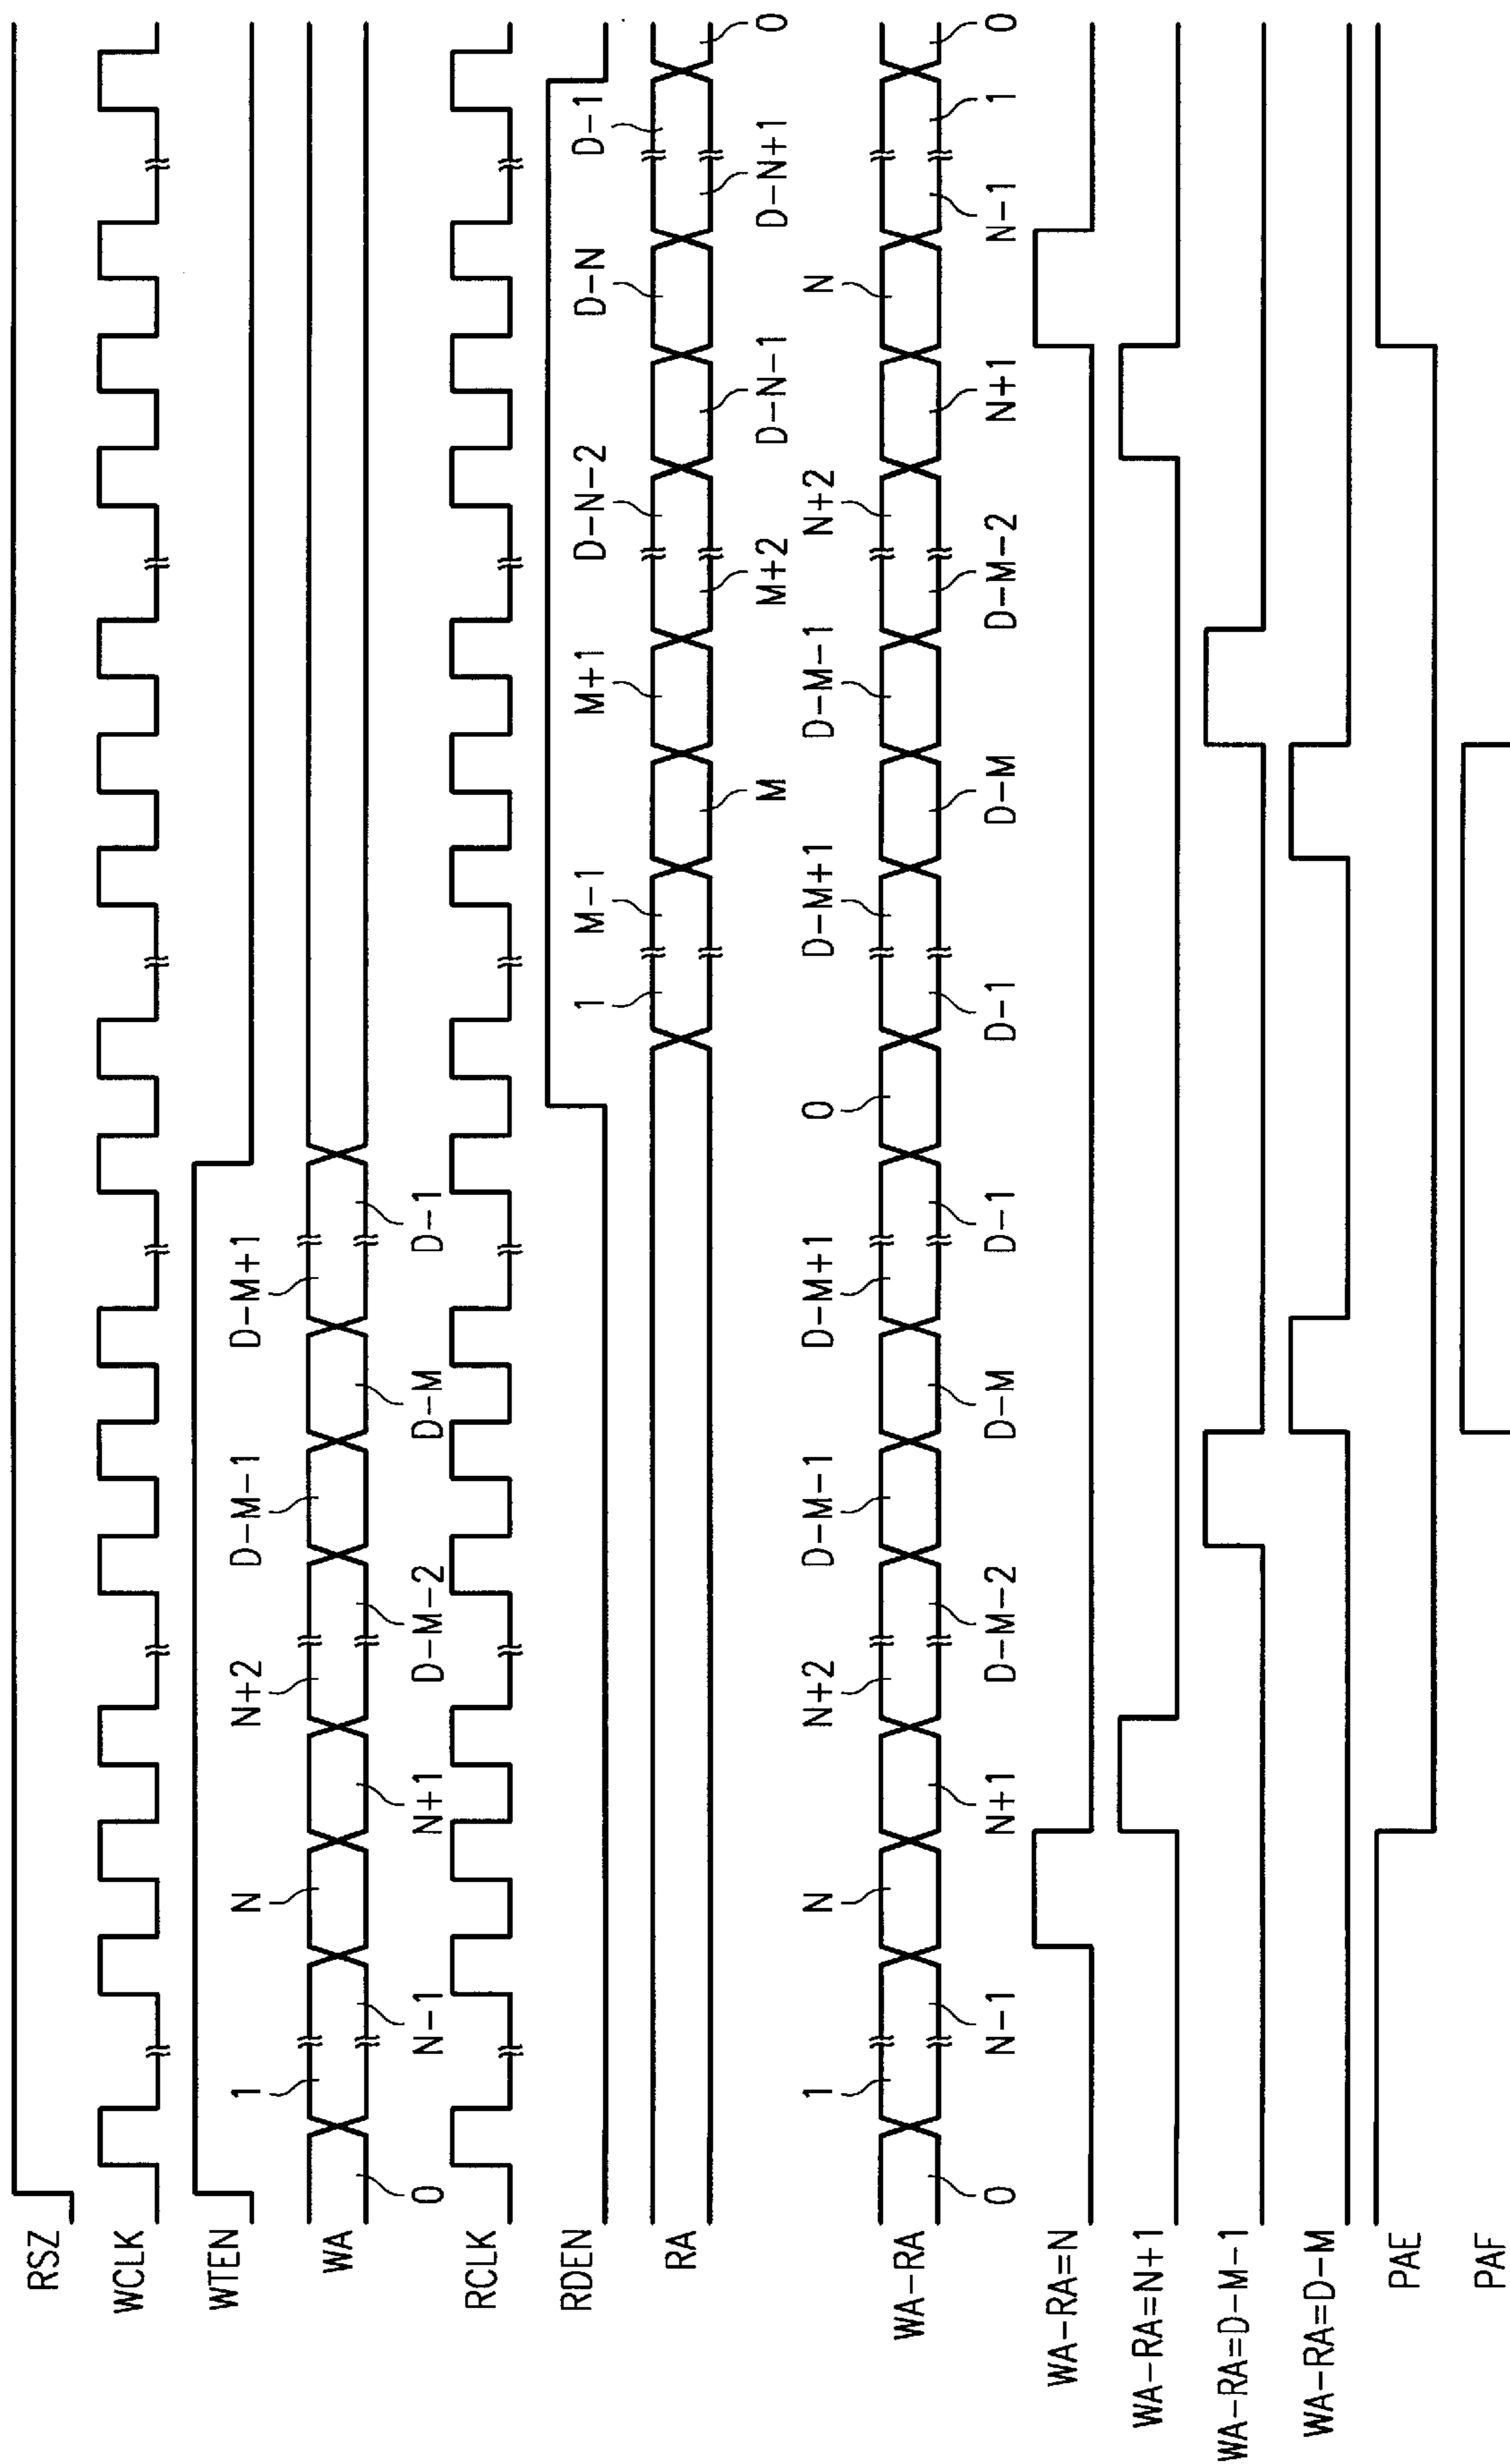 RSZ
WCLK
WTEN
WA
0
1
N-1
N
N+1
N+2
D-M-2
D-M-1
D-M
D-M+1
D-1
RCLK
RDEN
RA
1
M-1
M
M+1
M+2
D-N-2
D-N-1
D-N
D-N+1
D-1
0
WA-RA
0
1
N-1
N
N+1
N+2
D-M-2
D-M-1
D-M
D-M+1
D-1
0
D-1
D-M+1
D-M
D-M-1
D-M-2
N+2
N+1
N
N-1
1
0
WA-RA=N
WA-RA=N+1
WA-RA=D-M-1
WA-RA=D-M
PAE
PAF